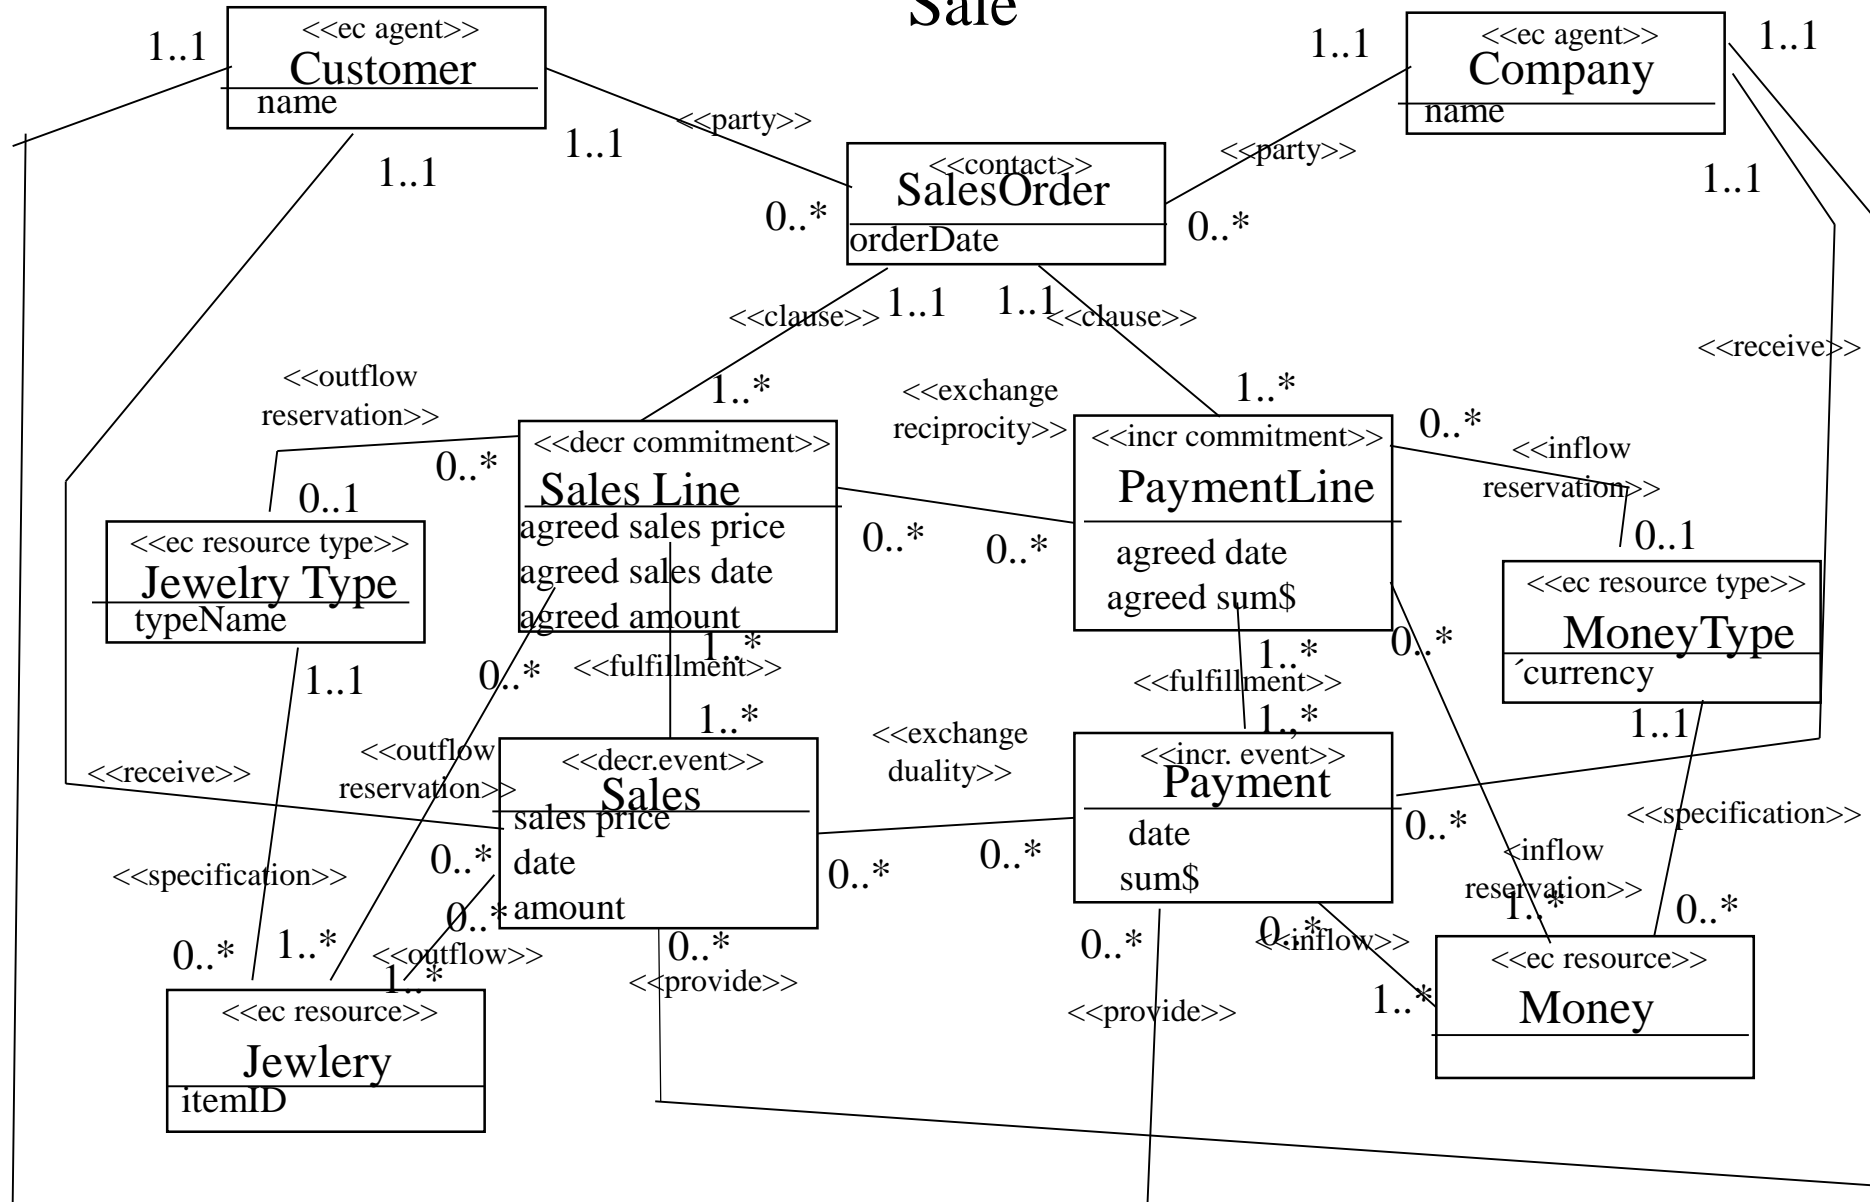 Sale
<<ec agent>>
Customer
name
1..1
1..1
1..1
<<party>>
<<contact>>
SalesOrder
orderDate
0..*
0..*
<<party>>
1..1
<<ec agent>>
Company
name
1..1
1..1
<<receive>>
<<clause>>
1..1
1..1
<<clause>>
1..*
1..*
<<outflow
reservation>>
0..*
0..1
<<exchange
reciprocity>>
<<decr commitment>>
Sales Line
agreed sales price
agreed sales date
agreed amount
0..*
0..*
<<incr commitment>>
PaymentLine
agreed date
agreed sum$
0..*
<<inflow
reservation>>
0..1
<<ec resource type>>
Jewelry Type
typeName
1..1
<<ec resource type>>
MoneyType
´currency
1..1
0..*
1..*
<<fulfillment>>
1..*
1..*
<<fulfillment>>
1..*
0..*
<<receive>>
<<outflow
reservation>>
<<decr.event>>
Sales
sales price
date
amount
<<exchange
duality>>
0..*
0..*
<<incr. event>>
Payment
date
sum$
0..*
<<specification>>
<<specification>>
<inflow
reservation>>
0..*
0..*
0..*
1..*
<<outflow>>
1..*
0..*
<<provide>>
0..*
<<provide>>
0..*
<<inflow>>
1..*
1..*
0..*
<<ec resource>>
Jewlery
itemID
<<ec resource>>
Money